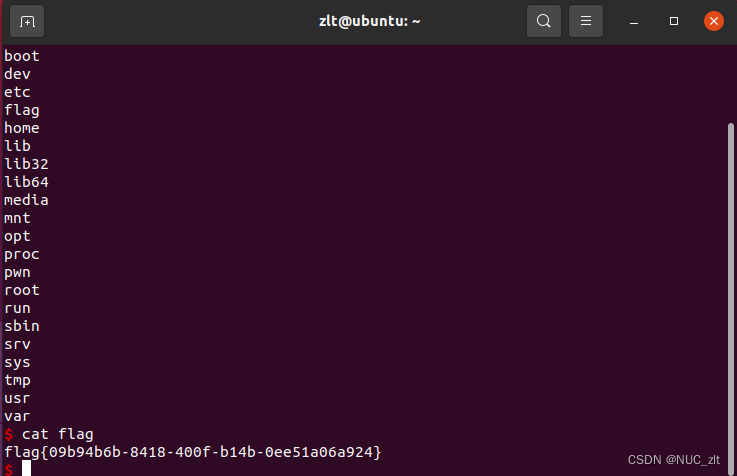 zlt@ubuntu: ~
boot
dev
etc
flag
home
lib
lib32
lib64
media
mnt
opt
proc
pwn
root
run
sbin
srv
sys
tmp
usr
var
$ cat flag
flag{09b94b6b-8418-400f-b14b-0ee51a06a924}
$
CSDN @NUC_zlt